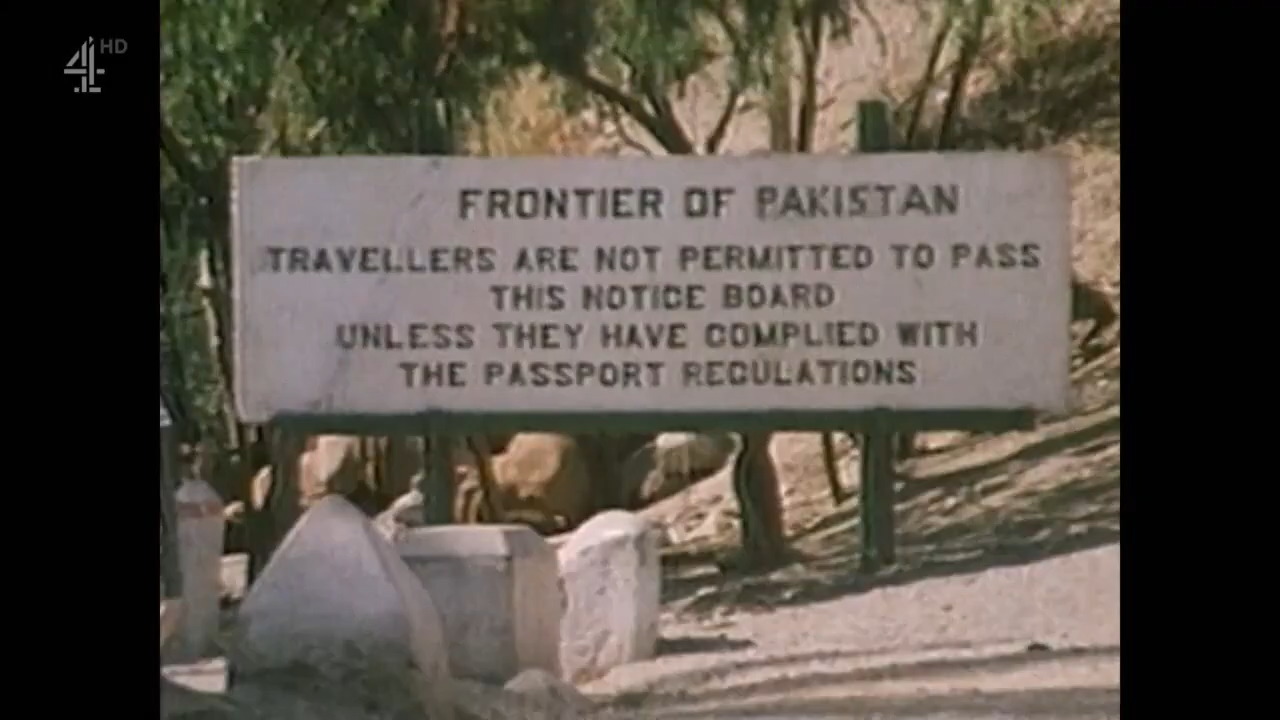 4HD
FRONTIER OF PAKISTAN
TRAVELLERS ARE NOT PERMITTED TO PASS
THIS NOTICE BOARD
UNLESS THEY HAVE COMPLIED WITH
THE PASSPORT REGULATIONS